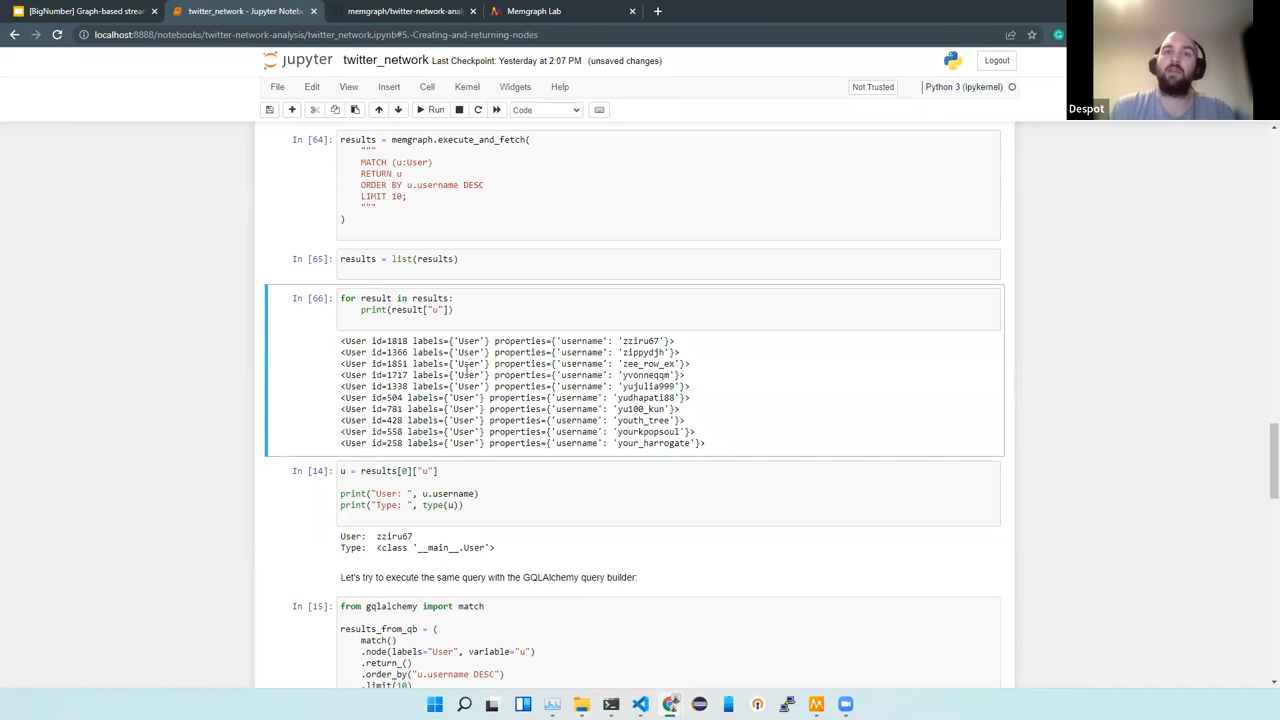 [BigNumber] Graph-based stream
twitter_network - Jupyter Notebo
memgraph/twitter-network-anal
Memgraph Lab
localhost:8888/notebooks/twitter-network-analysis/twitter_network.ipynb#5.-Creating-and-returning-nodes
Despot
jupyter twitter_network Last Checkpoint: Yesterday at 2:07 PM (unsaved changes)
Logout
File Edit View Insert Cell Kernel Widgets Help
Not Trusted
Python 3 (ipykernel)
Run
Code
In [64]: results = memgraph.execute_and_fetch(
"""
MATCH (u:User)
RETURN u
ORDER BY u.username DESC
LIMIT 10;
"""
)
In [65]: results = list(results)
In [66]: for result in results:
print(result["u"])
<User id=1818 labels={'User'} properties={'username': 'zziru67'}>
<User id=1366 labels={'User'} properties={'username': 'zippydjh'}>
<User id=1851 labels={'User'} properties={'username': 'zee_row_ex'}>
<User id=1717 labels={'User'} properties={'username': 'yvonneqqm'}>
<User id=1338 labels={'User'} properties={'username': 'yujulia999'}>
<User id=504 labels={'User'} properties={'username': 'yudhapati88'}>
<User id=781 labels={'User'} properties={'username': 'yu100_kun'}>
<User id=428 labels={'User'} properties={'username': 'youth_tree'}>
<User id=558 labels={'User'} properties={'username': 'yourkpopsoul'}>
<User id=258 labels={'User'} properties={'username': 'your_harrogate'}>
In [14]: u = results[0]["u"]
print("User: ", u.username)
print("Type: ", type(u))
User: zziru67
Type: <class '__main__.User'>
Let's try to execute the same query with the GQLAlchemy query builder:
In [15]: from gqlalchemy import match
results_from_qb = (
match()
.node(labels="User", variable="u")
.return_()
.order_by("u.username DESC")
.limit(10)